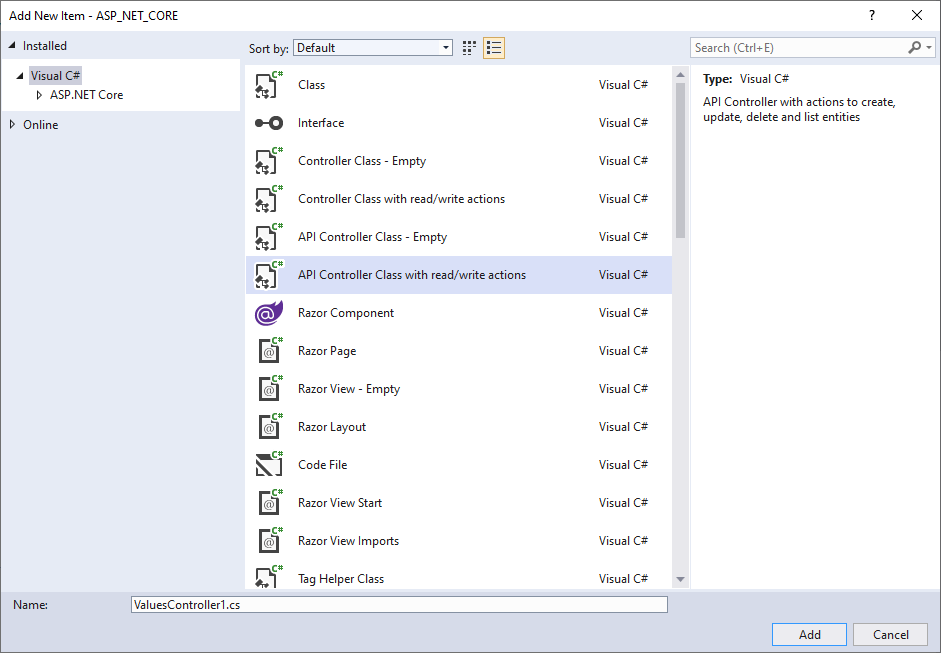 Add New Item - ASP_NET_CORE
?
Installed
Sort by: Default
Search (Ctrl+E)
Visual C#
ASP.NET Core
Online
Class Visual C#
Interface Visual C#
Controller Class - Empty Visual C#
Controller Class with read/write actions Visual C#
API Controller Class - Empty Visual C#
API Controller Class with read/write actions Visual C#
Razor Component Visual C#
Razor Page Visual C#
Razor View - Empty Visual C#
Razor Layout Visual C#
Code File Visual C#
Razor View Start Visual C#
Razor View Imports Visual C#
Tag Helper Class Visual C#
Type: Visual C#
API Controller with actions to create,
update, delete and list entities
Name: ValuesController1.cs
Add Cancel